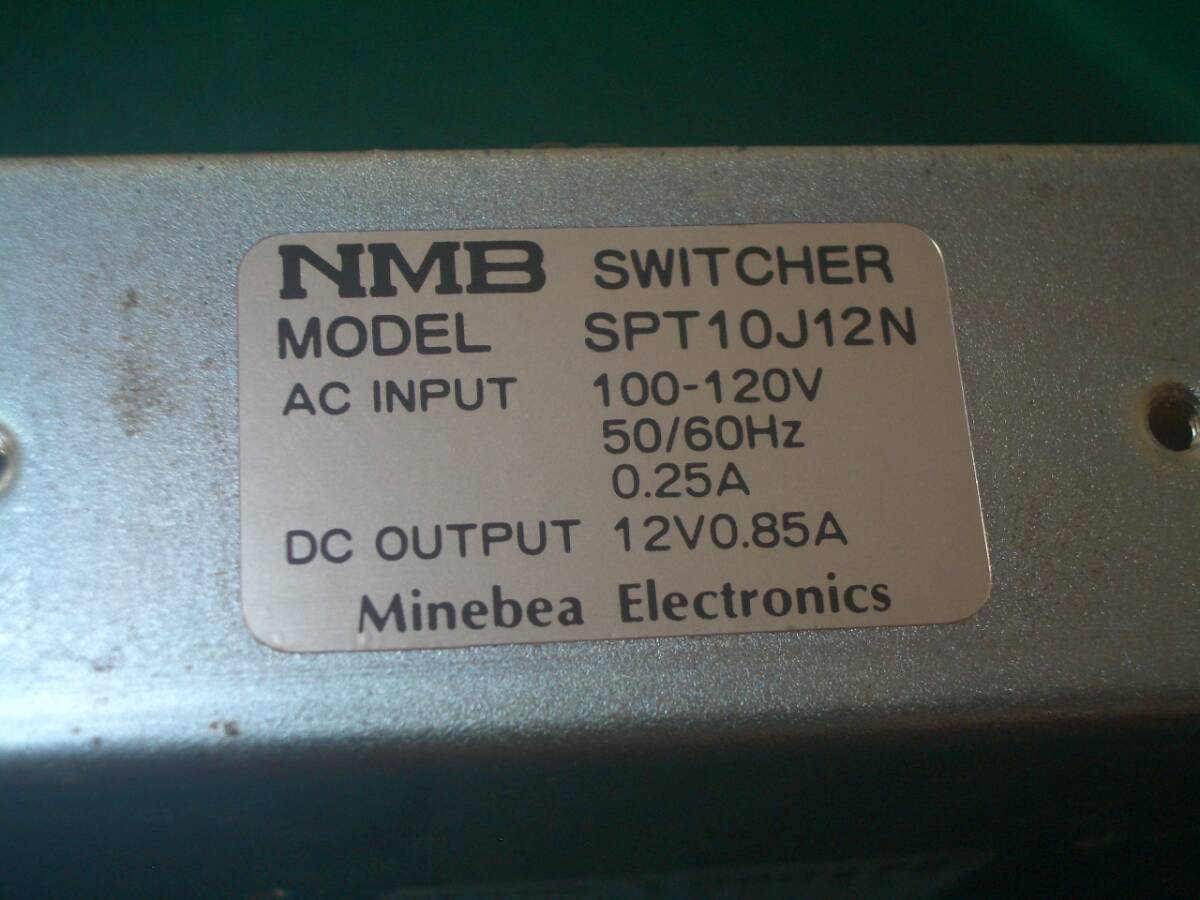 NMB SWITCHER
MODEL SPT10J12N
AC INPUT 100-120V
50/60Hz
0.25A
DC OUTPUT 12V0.85A
Minebea Electronics